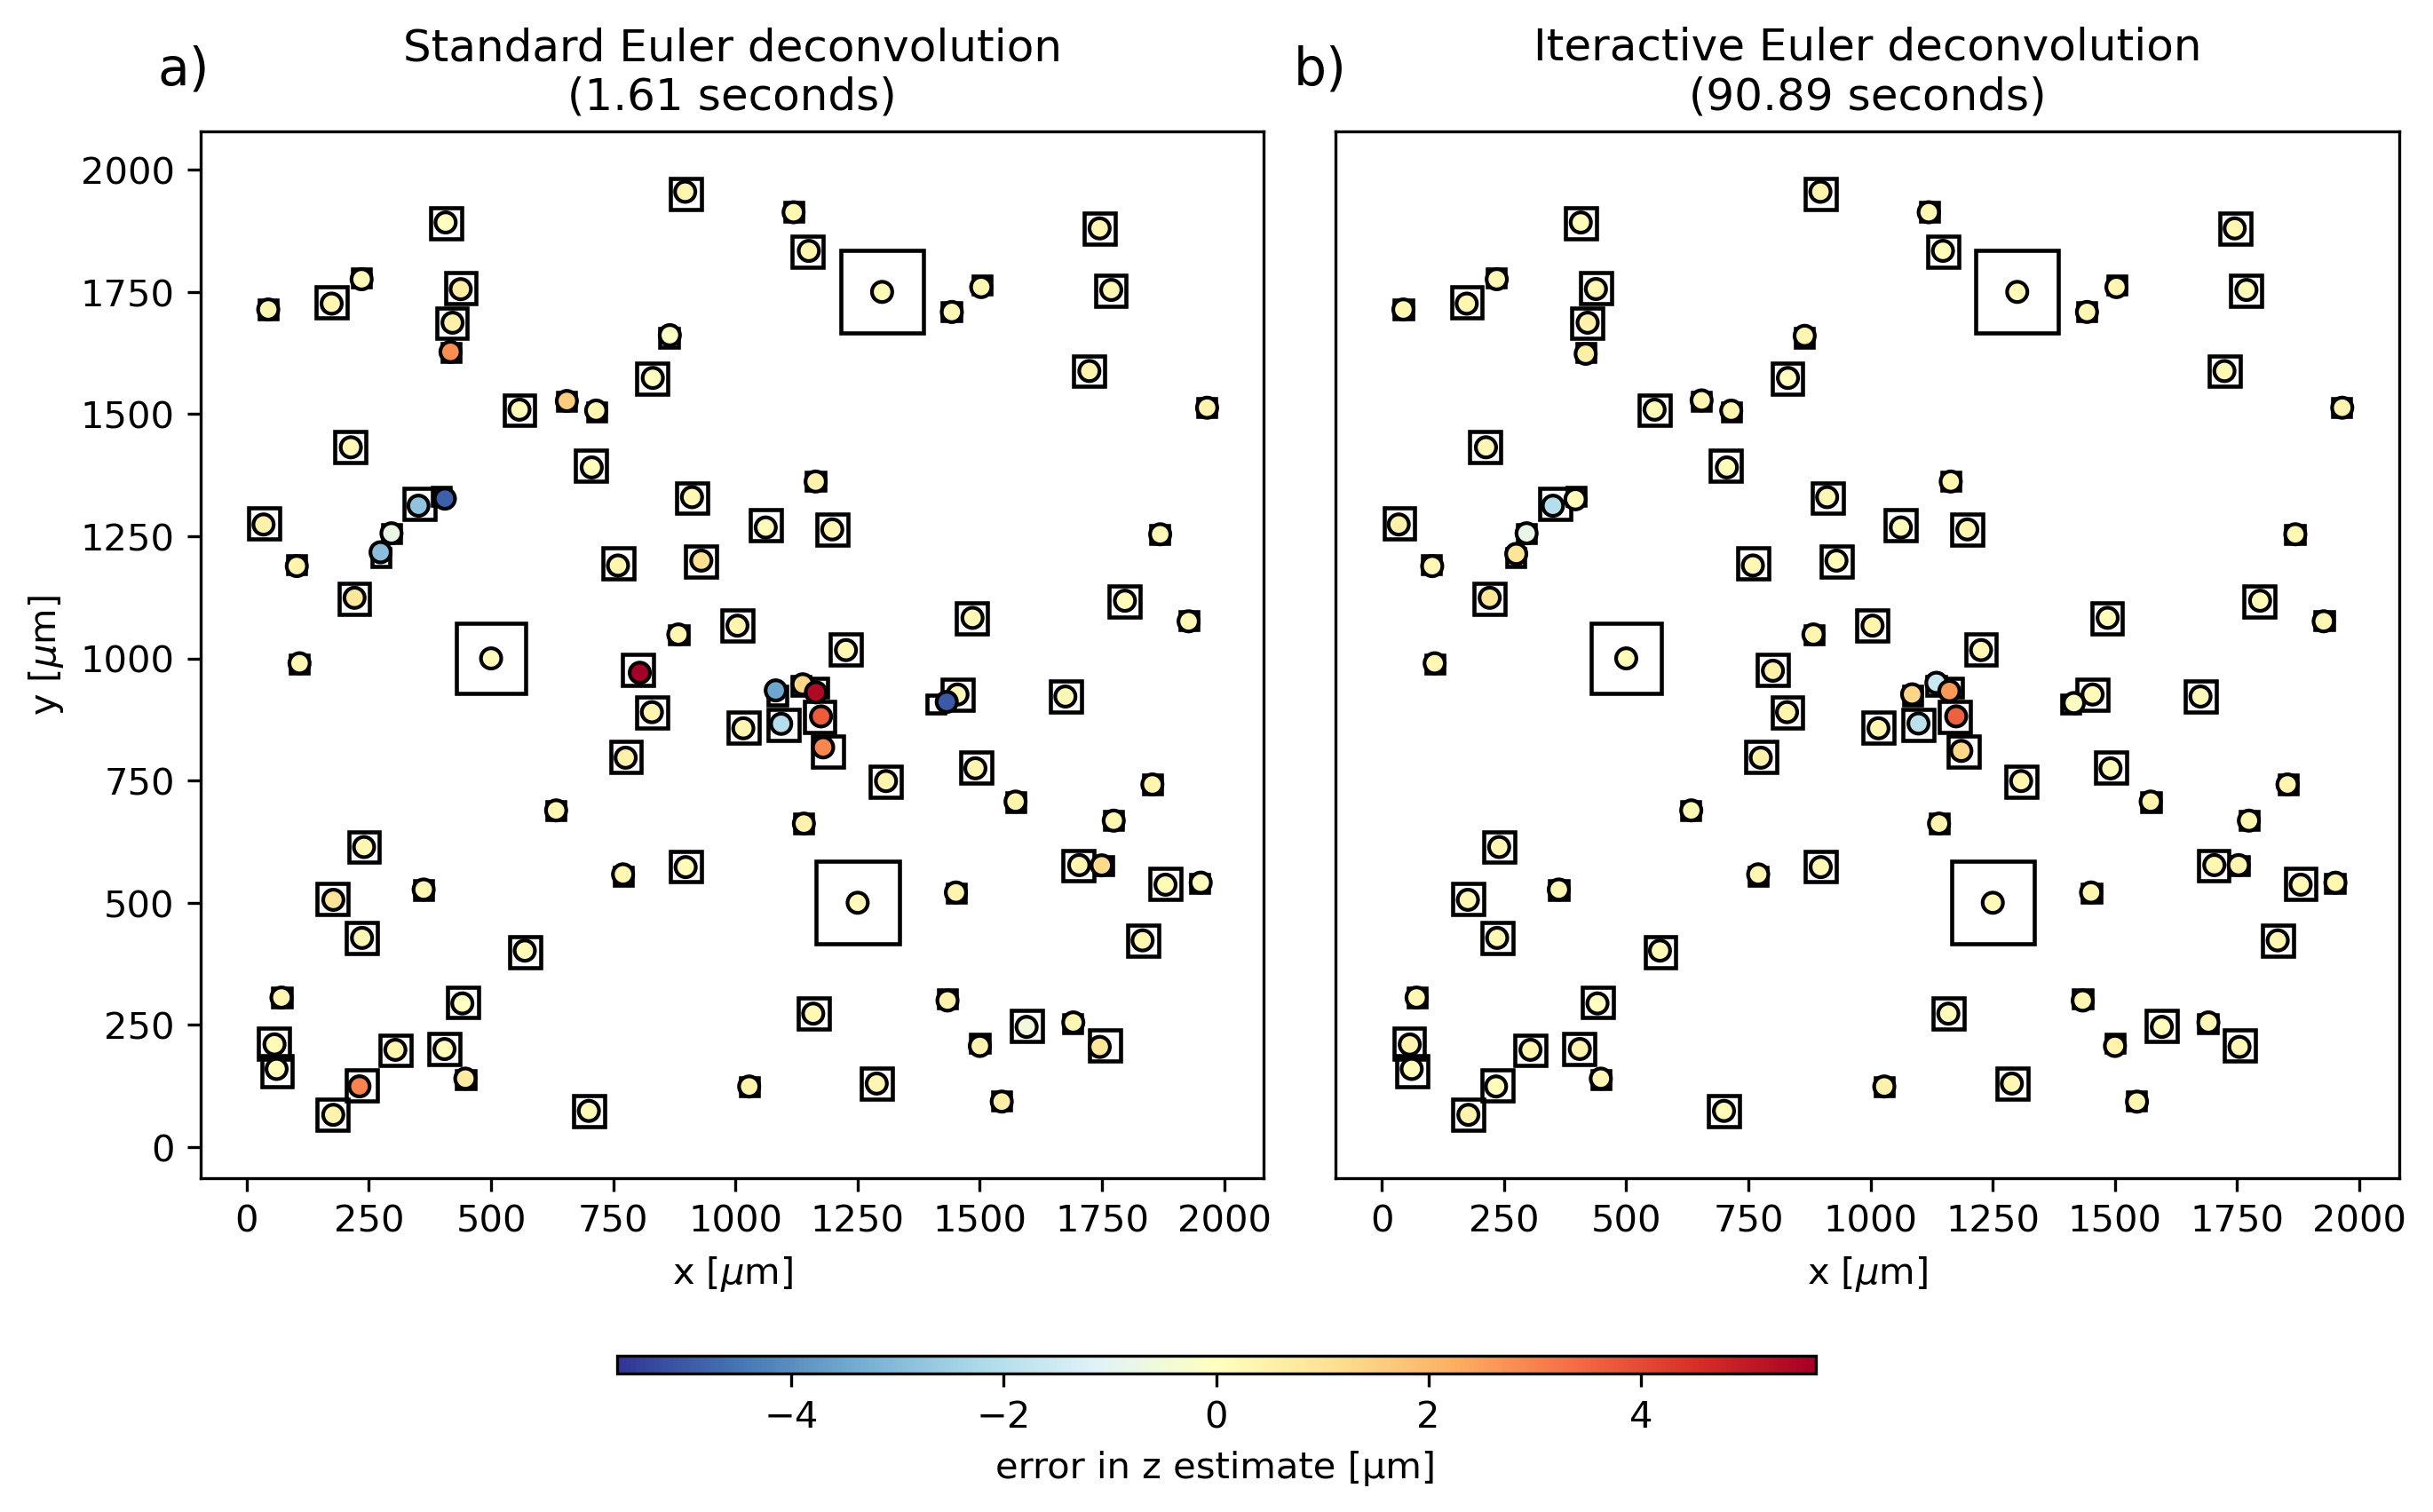 a)
Standard Euler deconvolution
(1.61 seconds)
b)
Iteractive Euler deconvolution
(90.89 seconds)
2000
1750
1500
1250
1000
750
500
250
0
y [μm]
0 250 500 750 1000 1250 1500 1750 2000
0 250 500 750 1000 1250 1500 1750 2000
x [μm]
x [μm]
−4 −2 0 2 4
error in z estimate [μm]